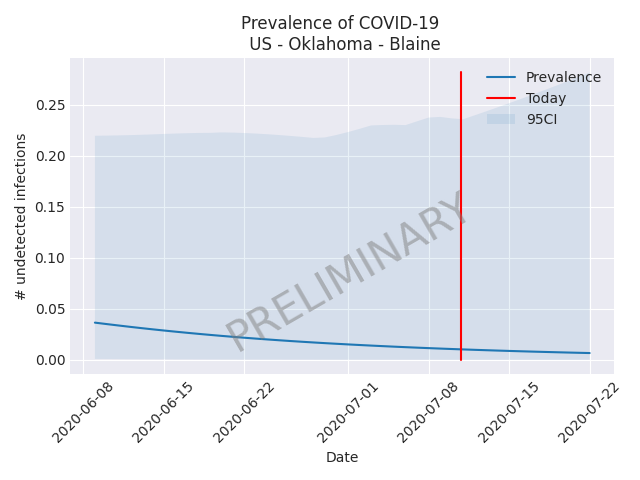 Prevalence of COVID-19
US - Oklahoma - Blaine
Prevalence
Today
95CI
# undetected infections
0.25
0.20
0.15
0.10
0.05
0.00
PRELIMINARY
2020-06-08
2020-06-15
2020-06-22
2020-07-01
2020-07-08
2020-07-15
2020-07-22
Date